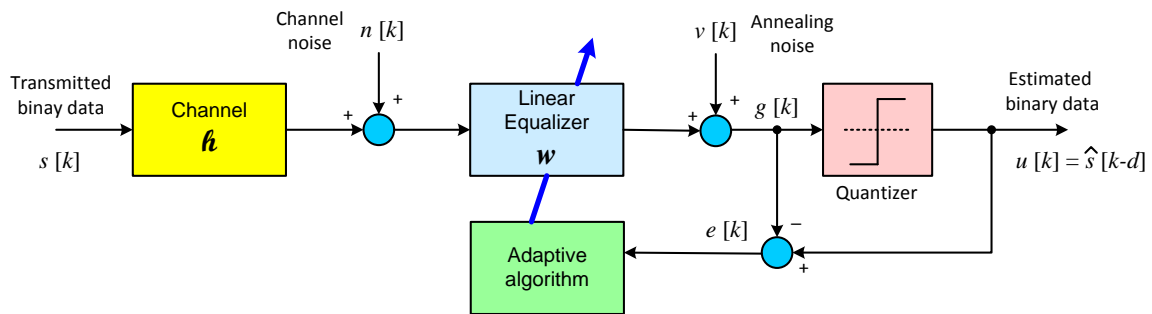 Channel
noise
n [k]
v [k]
Annealing
noise
Transmitted
binay data
s [k]
Channel
h
+
+
Linear
Equalizer
w
+
+
g [k]
Quantizer
Estimated
binary data
u [k] = ŝ [k-d]
Adaptive
algorithm
e [k]
−
+